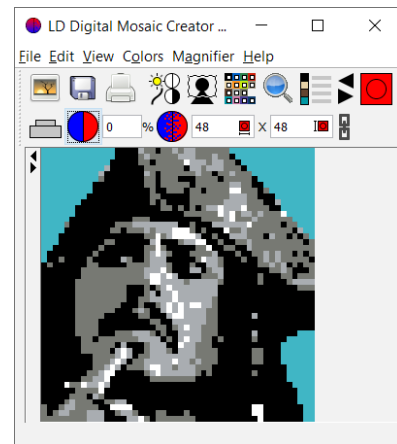 LD Digital Mosaic Creator ...
File Edit View Colors Magnifier Help
0 % 48 X 48